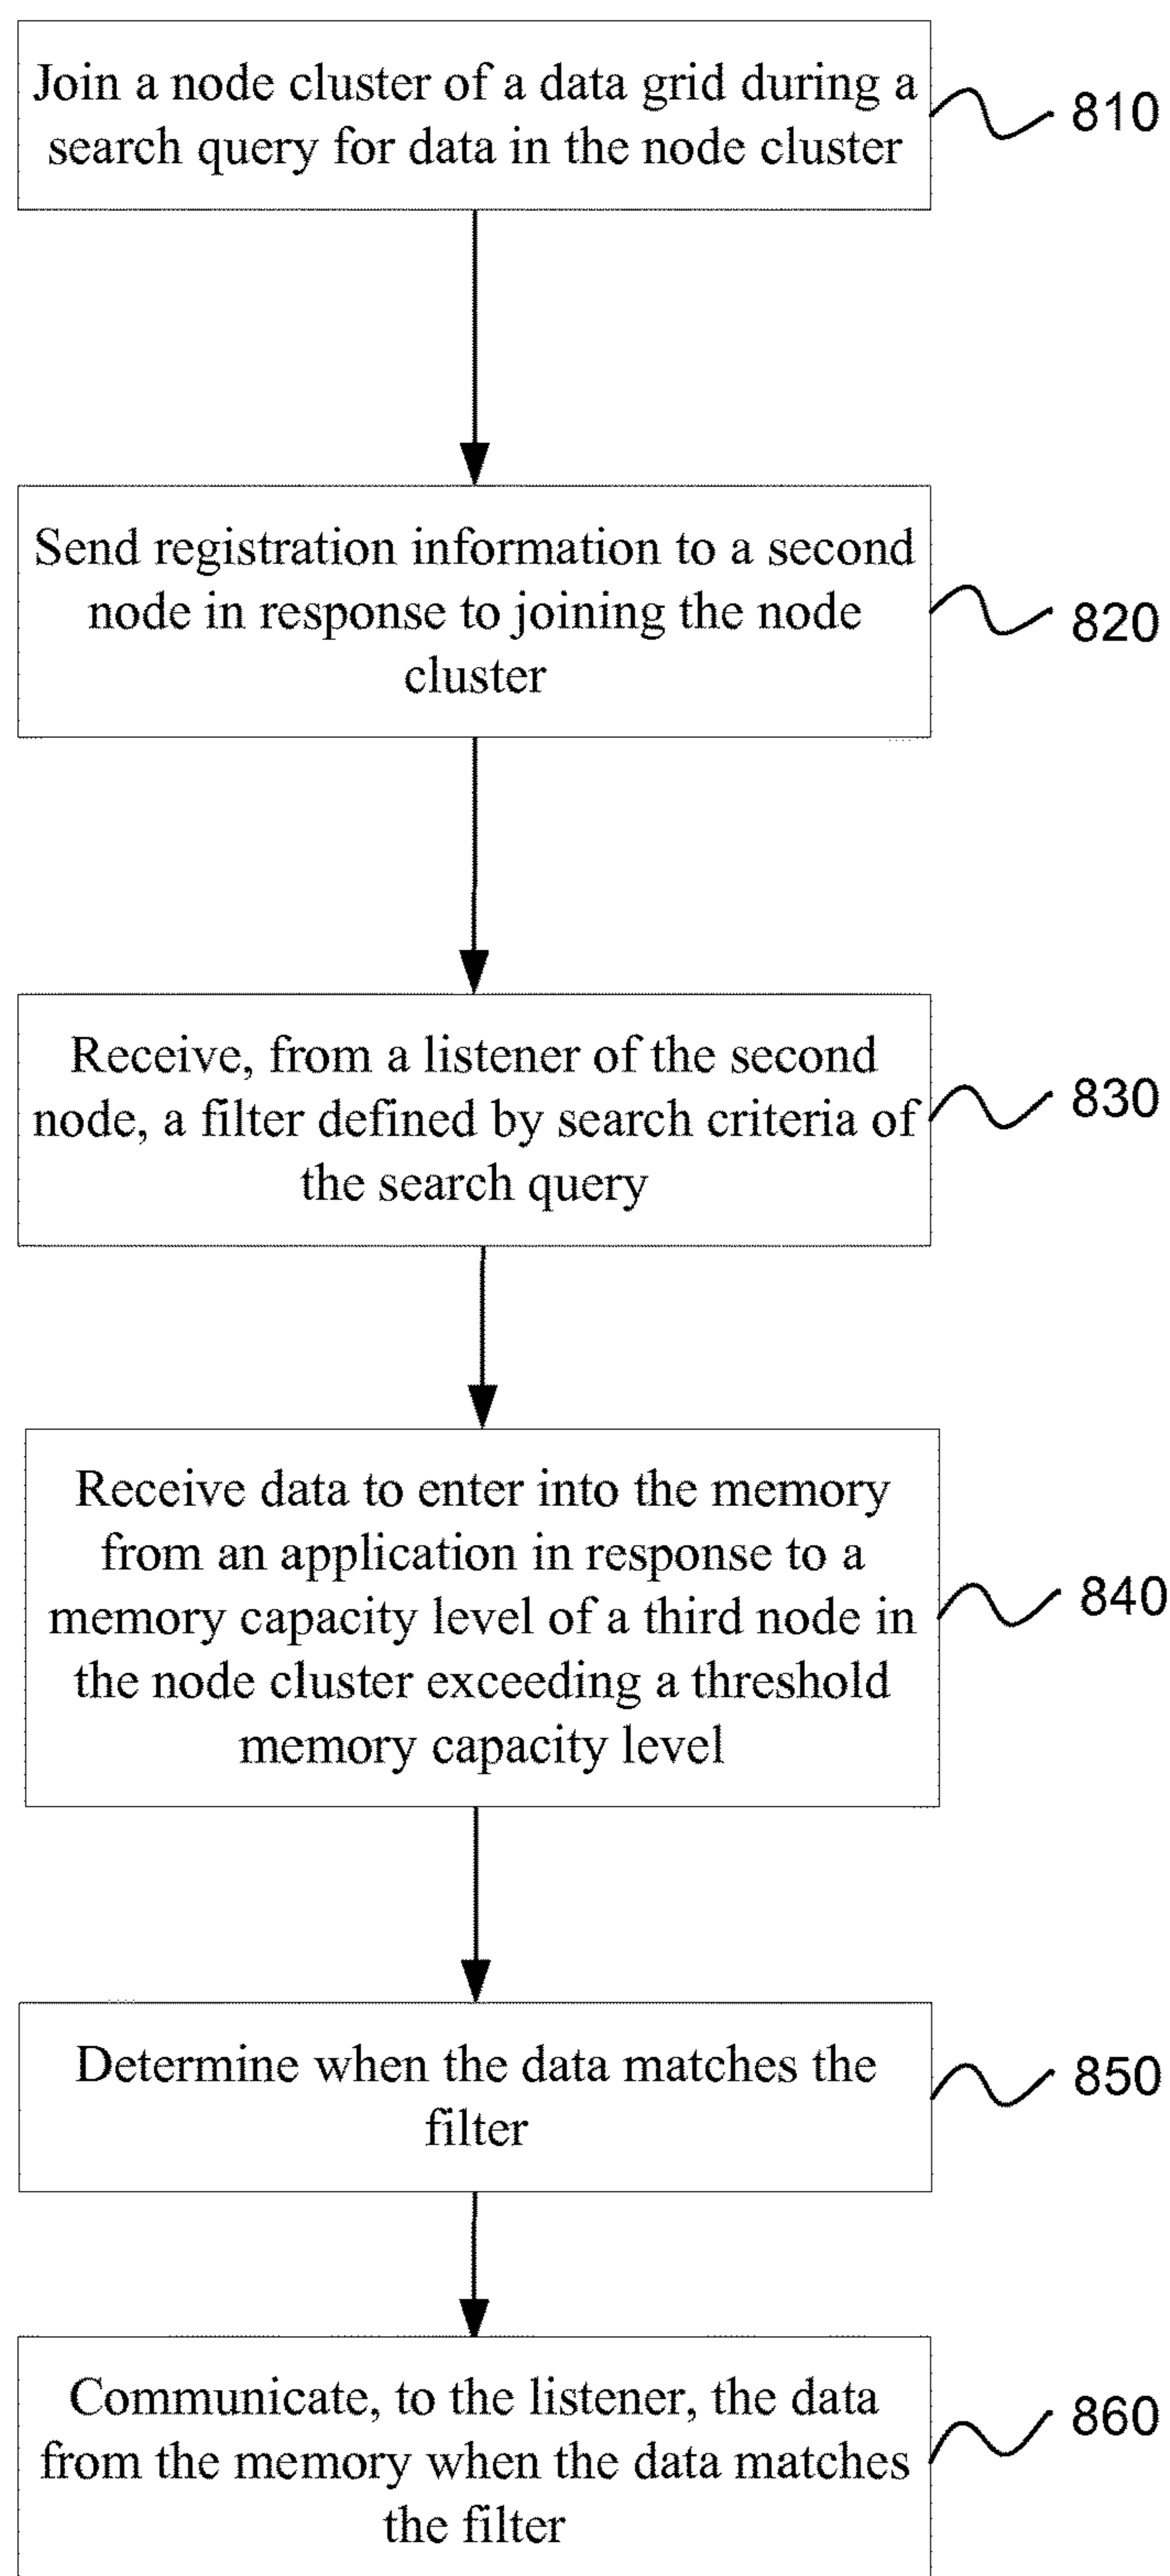 Join a node cluster of a data grid during a
search query for data in the node cluster
810
Send registration information to a second
node in response to joining the node
cluster
820
Receive, from a listener of the second
node, a filter defined by search criteria of
the search query
830
Receive data to enter into the memory
from an application in response to a
memory capacity level of a third node in
the node cluster exceeding a threshold
memory capacity level
840
Determine when the data matches the
filter
850
Communicate, to the listener, the data
from the memory when the data matches
the filter
860